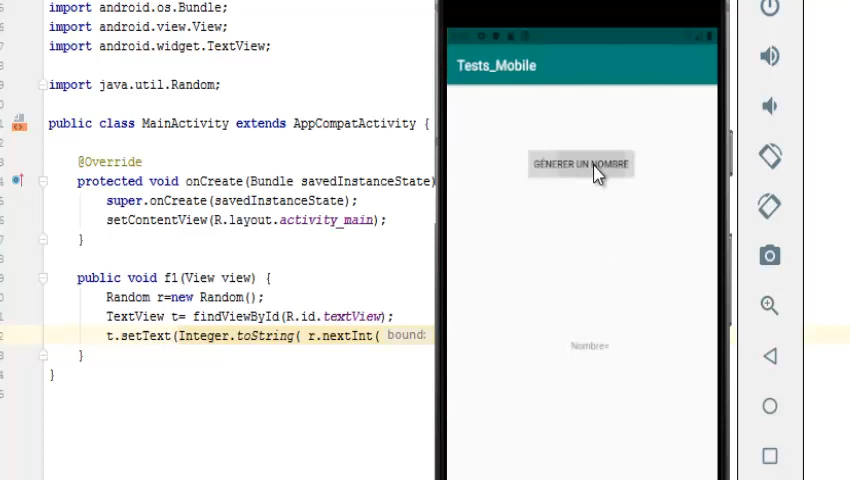 import android.os.Bundle;
import android.view.View;
import android.widget.TextView;
import java.util.Random;
public class MainActivity extends AppCompatActivity {
@Override
protected void onCreate(Bundle savedInstanceState)
super.onCreate(savedInstanceState);
setContentView(R.layout.activity_main);
}
public void f1(View view) {
Random r=new Random();
TextView t= findViewById(R.id.textView);
t.setText(Integer.toString( r.nextInt( bound:
}
}
Tests_Mobile
GÉNERER UN NOMBRE
Nombre=